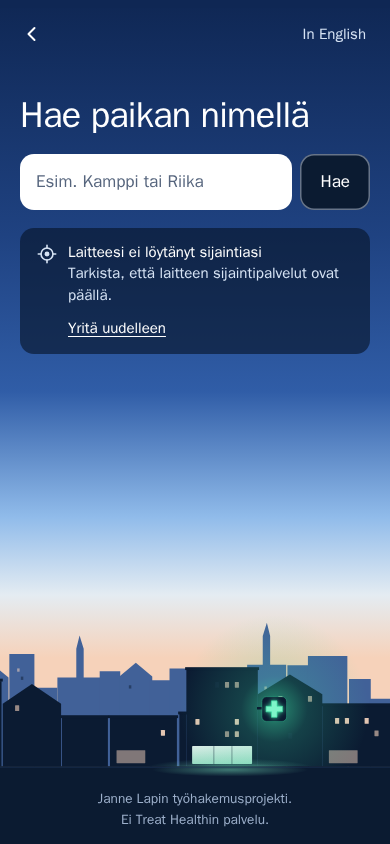 In English
Hae paikan nimellä
Esim. Kamppi tai Riika
Hae
Laitteesi ei löytänyt sijaintiasi
Tarkista, että laitteen sijaintipalvelut ovat
päällä.
Yritä uudelleen
Janne Lapin työhakemusprojekti.
Ei Treat Healthin palvelu.